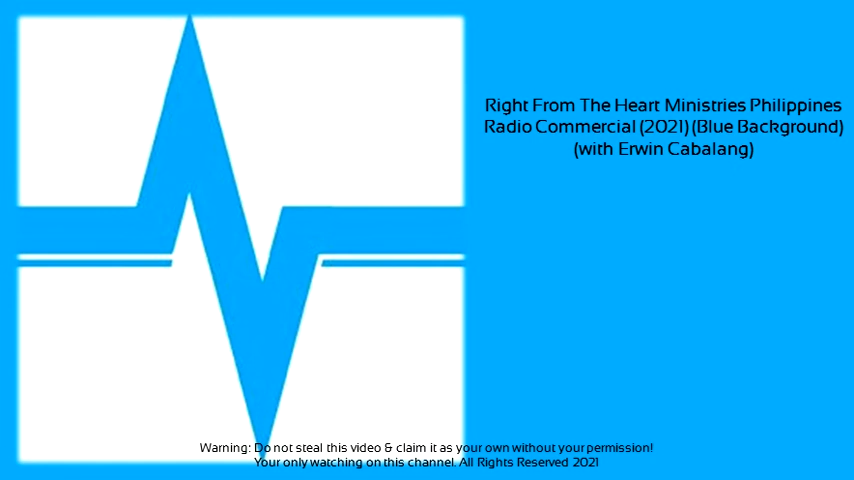 Right From The Heart Ministries Philippines
Radio Commercial (2021) (Blue Background)
(with Erwin Cabalang)
Warning: Do not steal this video & claim it as your own without your permission!
Your only watching on this channel. All Rights Reserved 2021